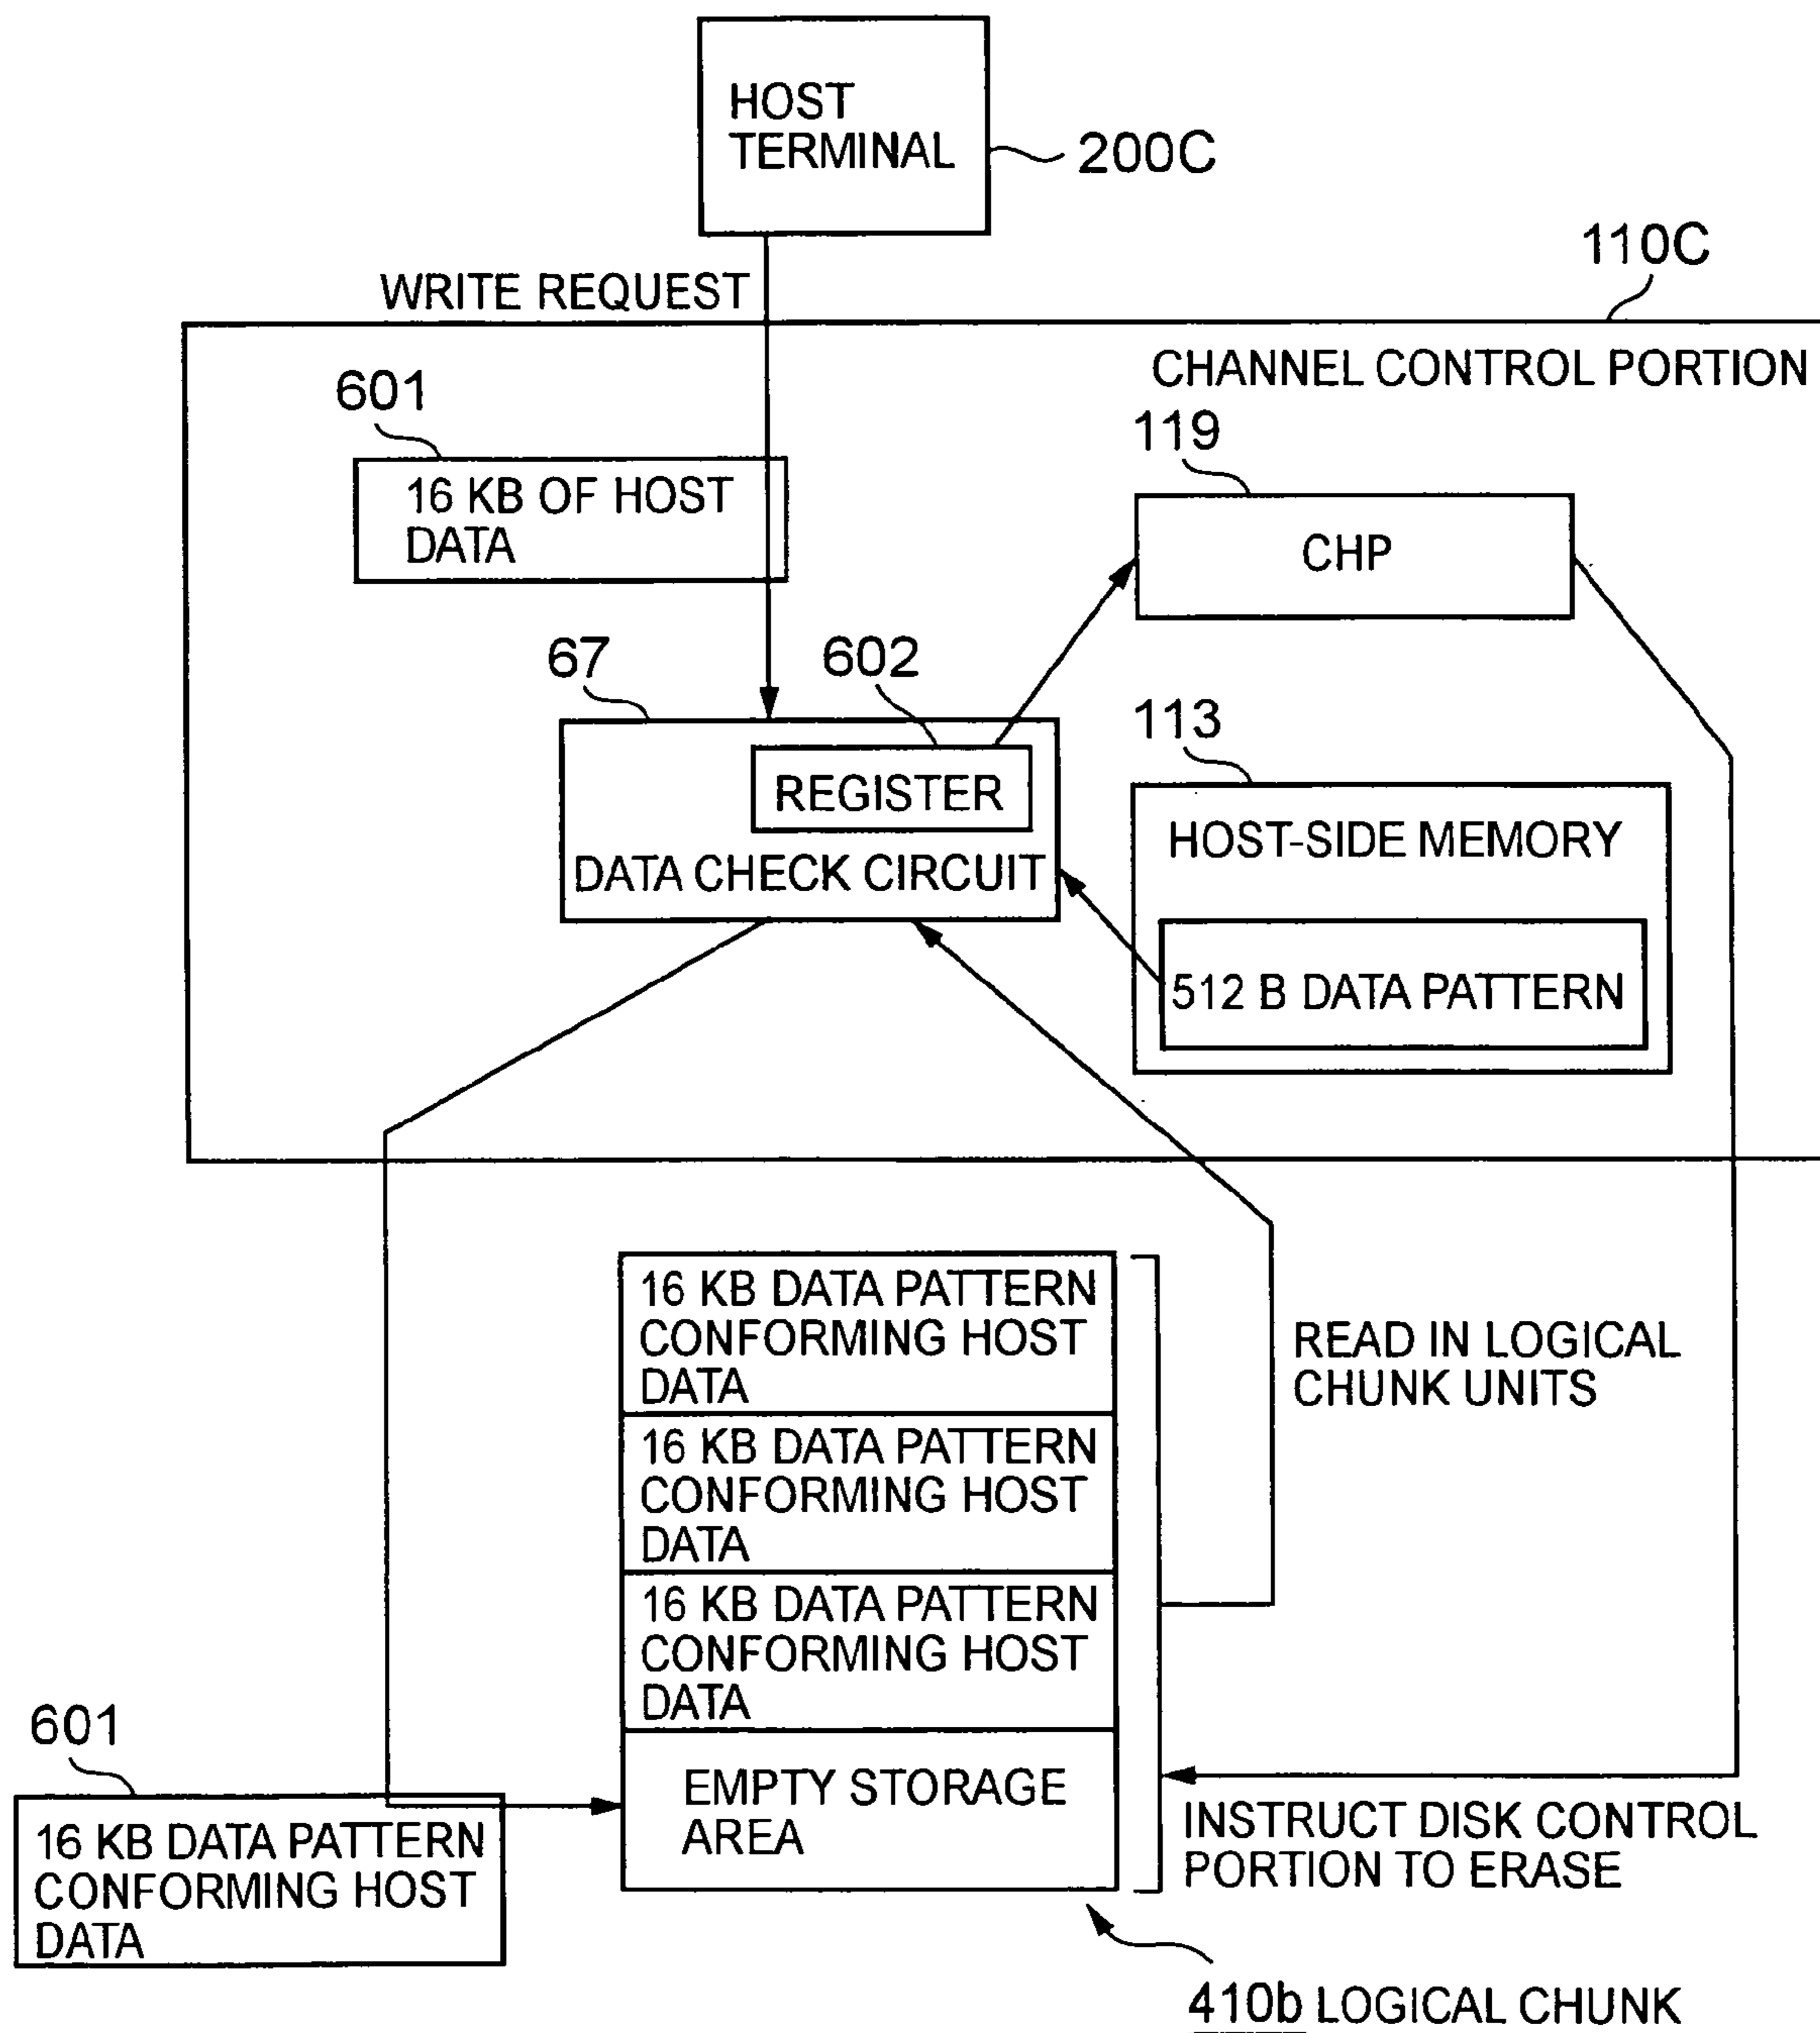 HOST
TERMINAL
200C
110C
WRITE REQUEST
CHANNEL CONTROL PORTION
601
119
16 KB OF HOST
DATA
CHP
67
602
113
REGISTER
HOST-SIDE MEMORY
DATA CHECK CIRCUIT
512 B DATA PATTERN
16 KB DATA PATTERN
CONFORMING HOST
DATA
READ IN LOGICAL
CHUNK UNITS
16 KB DATA PATTERN
CONFORMING HOST
DATA
16 KB DATA PATTERN
CONFORMING HOST
DATA
601
EMPTY STORAGE
AREA
16 KB DATA PATTERN
CONFORMING HOST
DATA
INSTRUCT DISK CONTROL
PORTION TO ERASE
410b LOGICAL CHUNK